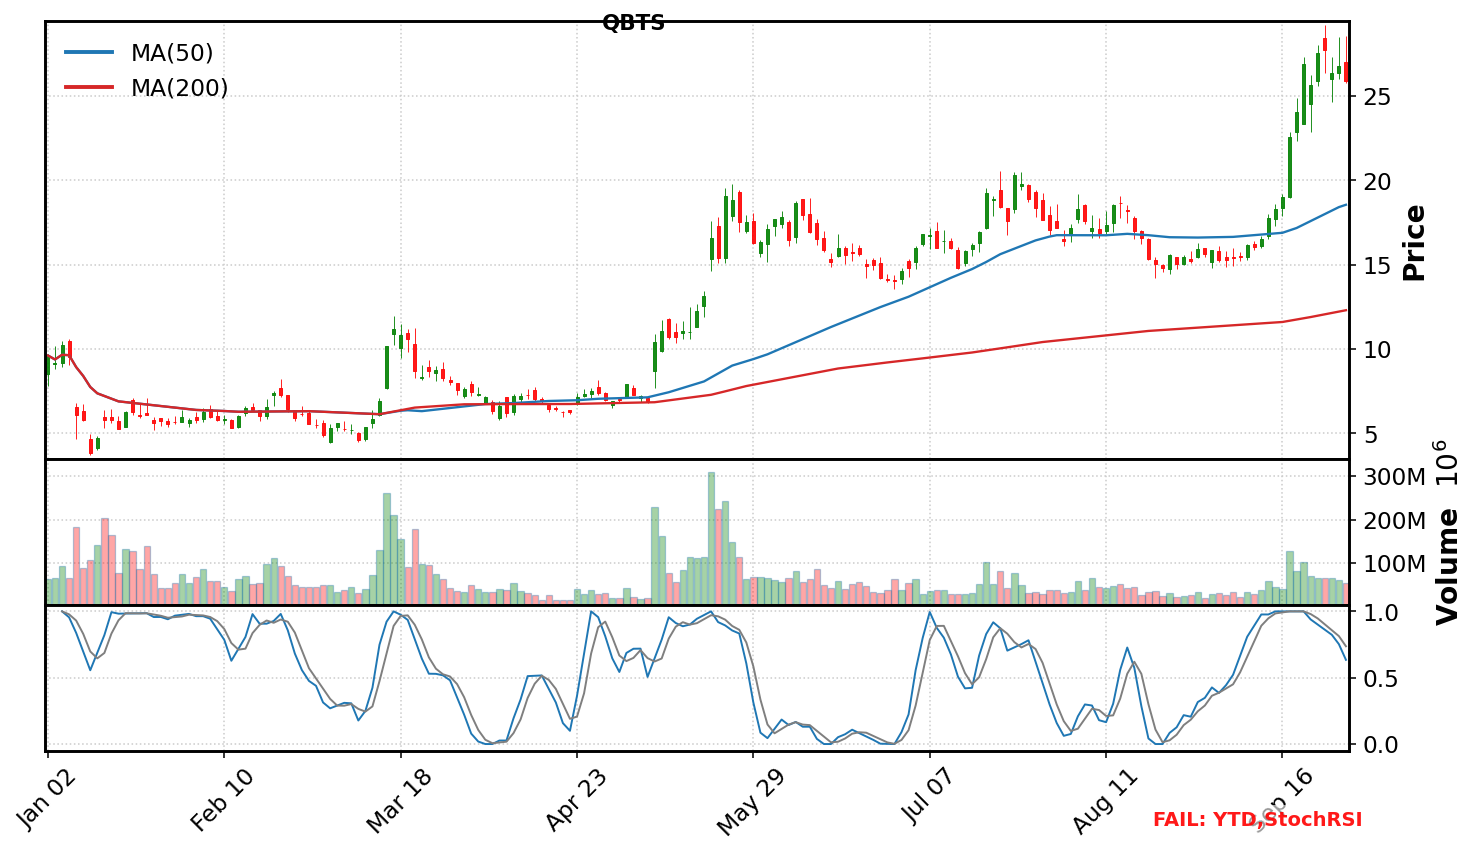 QBTS
MA(50)
MA(200)
25
20
15
10
5
Price
300M
200M
100M
Volume 10^6
1.0
0.5
0.0
Jan 02
Feb 10
Mar 18
Apr 23
May 29
Jul 07
Aug 11
Sep 16
FAIL: YTD,StochRSI